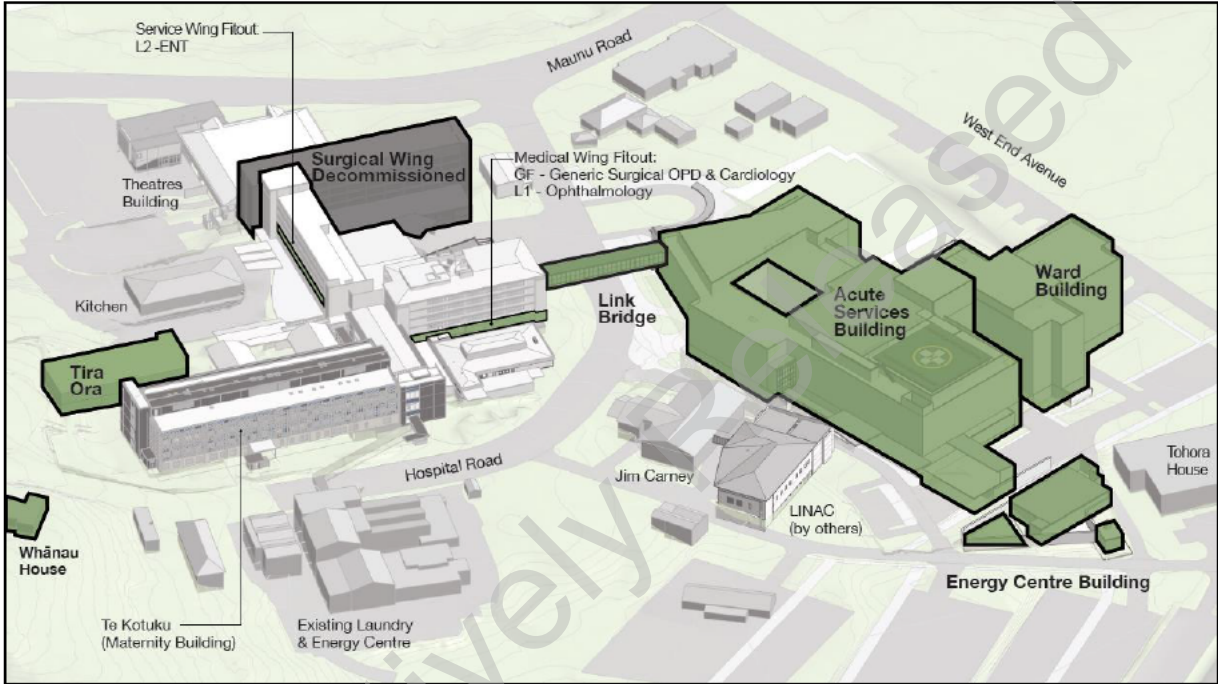 Service Wing Fitout:
L2 -ENT
Maunu Road
West End Avenue
Surgical Wing
Decommissioned
Medical Wing Fitout:
GF - Generic Surgical OPD & Cardiology
L1 - Ophthalmology
Theatres
Building
Kitchen
Link
Bridge
Acute
Services
Building
Ward
Building
Tira
Ora
Hospital Road
Jim Carney
LINAC
(by others)
Tohora
House
Whānau
House
Energy Centre Building
Te Kotuku
(Maternity Building)
Existing Laundry
& Energy Centre
ively released